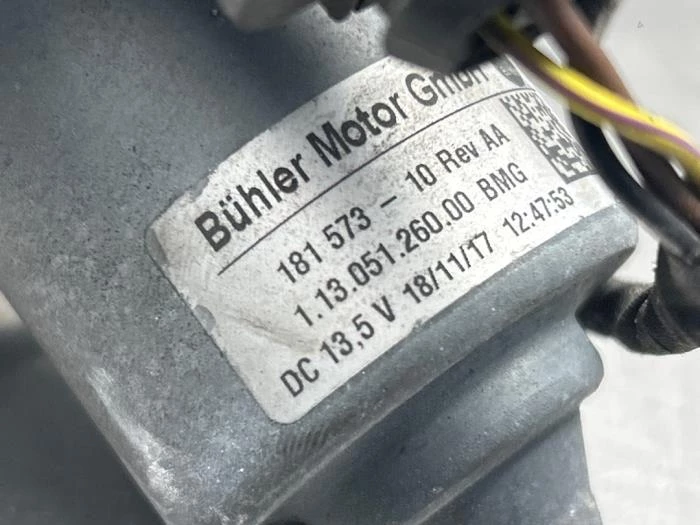 Bühler Motor GmbH
181 573 - 10 Rev AA
1.13.051.260.00 BMG
DC 13,5 V 18/11/17 12:47:53